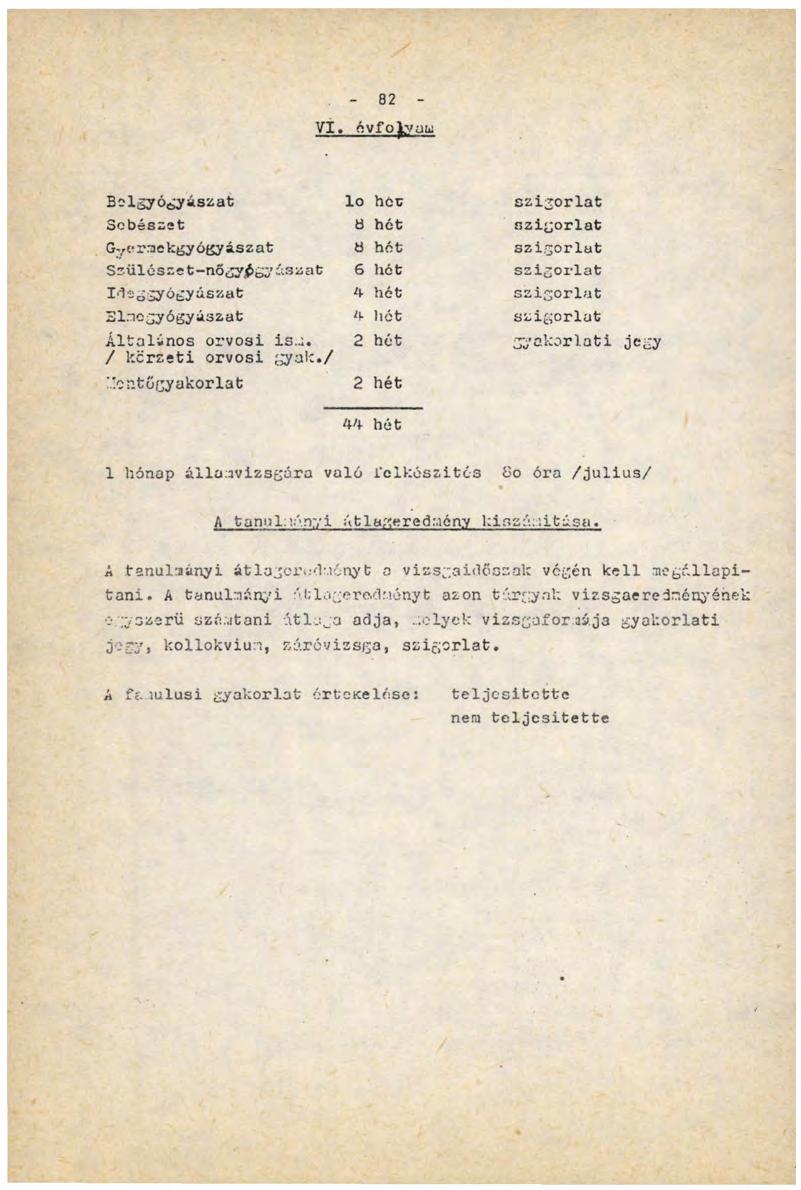 - 82 -
VI. évfolyam
Belgyógyászat lo hét szigorlat
Sebészet 8 hét szigorlat
Gyermekgyógyászat 8 hét szigorlat
Szülészet-nőgyógyászat 6 hét szigorlat
Ideggyógyászat 4 hét szigorlat
Elmegyógyászat 4 hét szigorlat
Általános orvosi ism. 2 hét gyakorlati jegy
/ körzeti orvosi gyak./
Mentőgyakorlat 2 hét
44 hét
1 hónap államvizsgára való felkészités 8o óra /julius/
A tanulmányi átlageredmény kiszámitása.
A tanulmányi átlageredményt a vizsgaidőszak végén kell megállapi-
tani. A tanulmányi átlageredményt azon tárgyak vizsgaeredményének
egyszerü számtani átlaga adja, melyek vizsgaformája gyakorlati
jegy, kollokvium, záróvizsga, szigorlat.
A famulusi gyakorlat értekelése: teljesitette
nem teljesitette